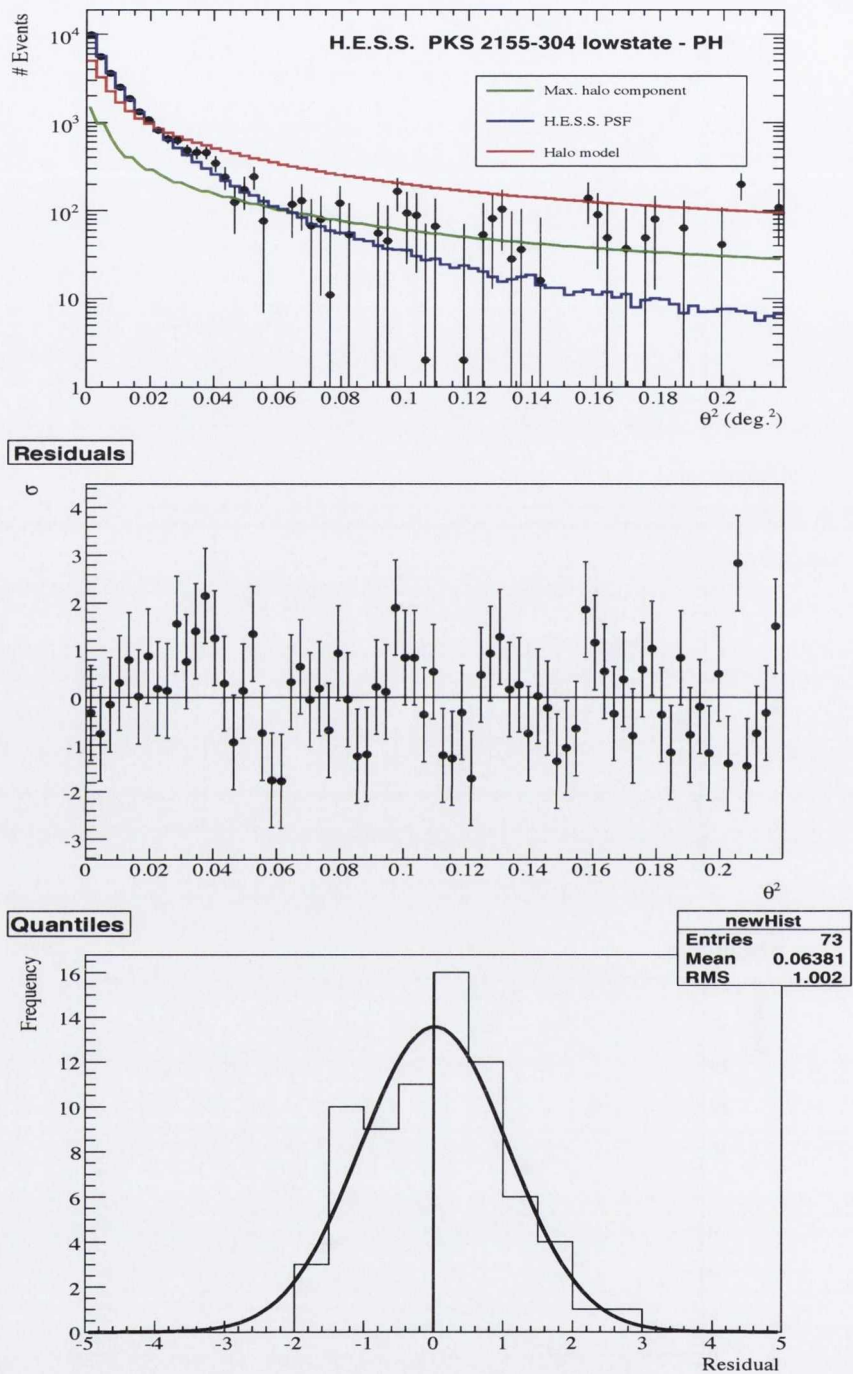 H.E.S.S. PKS 2155-304 lowstate - PH
# Events
10⁴
10³
10²
10
1
Max. halo component
H.E.S.S. PSF
Halo model
0 0.02 0.04 0.06 0.08 0.1 0.12 0.14 0.16 0.18 0.2
θ² (deg.²)
Residuals
σ
4
3
2
1
0
-1
-2
-3
0 0.02 0.04 0.06 0.08 0.1 0.12 0.14 0.16 0.18 0.2
θ²
Quantiles
newHist
Entries 73
Mean 0.06381
RMS 1.002
Frequency
16
14
12
10
8
6
4
2
0
-5 -4 -3 -2 -1 0 1 2 3 4 5
Residual